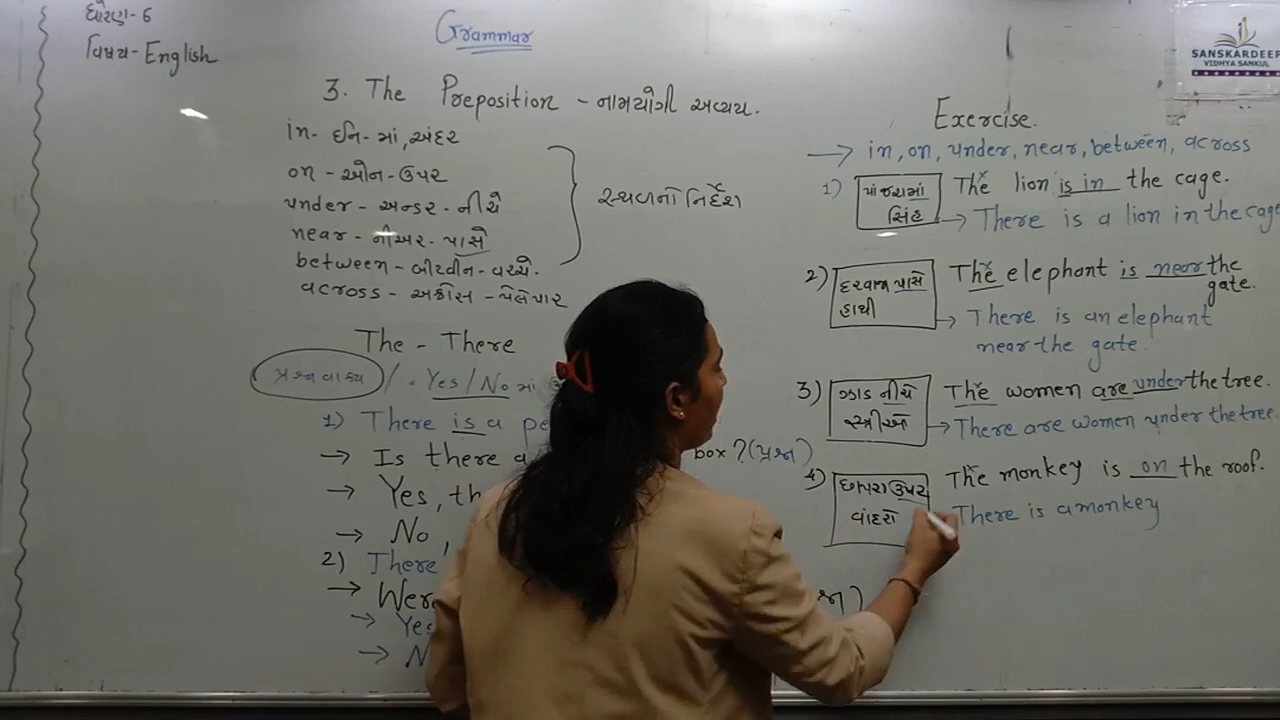 ધોરણ-6
વિષય-English
Grammar
SANSKARDEEP
VIDHYA SANKUL
3. The Preposition - નામયોગી અવ્યય.
in- ઈન- માં, અંદર
on - ઓન- ઉપર
under - અન્ડર - નીચે
near - નીઅર - પાસે
between - બીટવીન - વચ્ચે.
across - અક્રોસ - પેલેપાર
સ્થળનો નિર્દેશ
The - There
પ્રશ્ન વાક્ય / . Yes/No માં
1) There is a pe
→ Is there a box? (પ્રશ્ન)
→ Yes, th
→ No,
2) There
→ Were
→ Yes
→ N
Exercise.
→ in, on, under, near, between, across
1) પાંજરામાં સિંહ The lion is in the cage.
→ There is a lion in the cage
2) દરવાજા પાસે હાથી The elephant is near the gate.
→ There is an elephant
near the gate.
3) ઝાડ નીચે સ્ત્રીઓ The women are under the tree.
→ There are women under the tree.
4) છાપરા ઉપર વાંદરો The monkey is on the roof.
There is a monkey